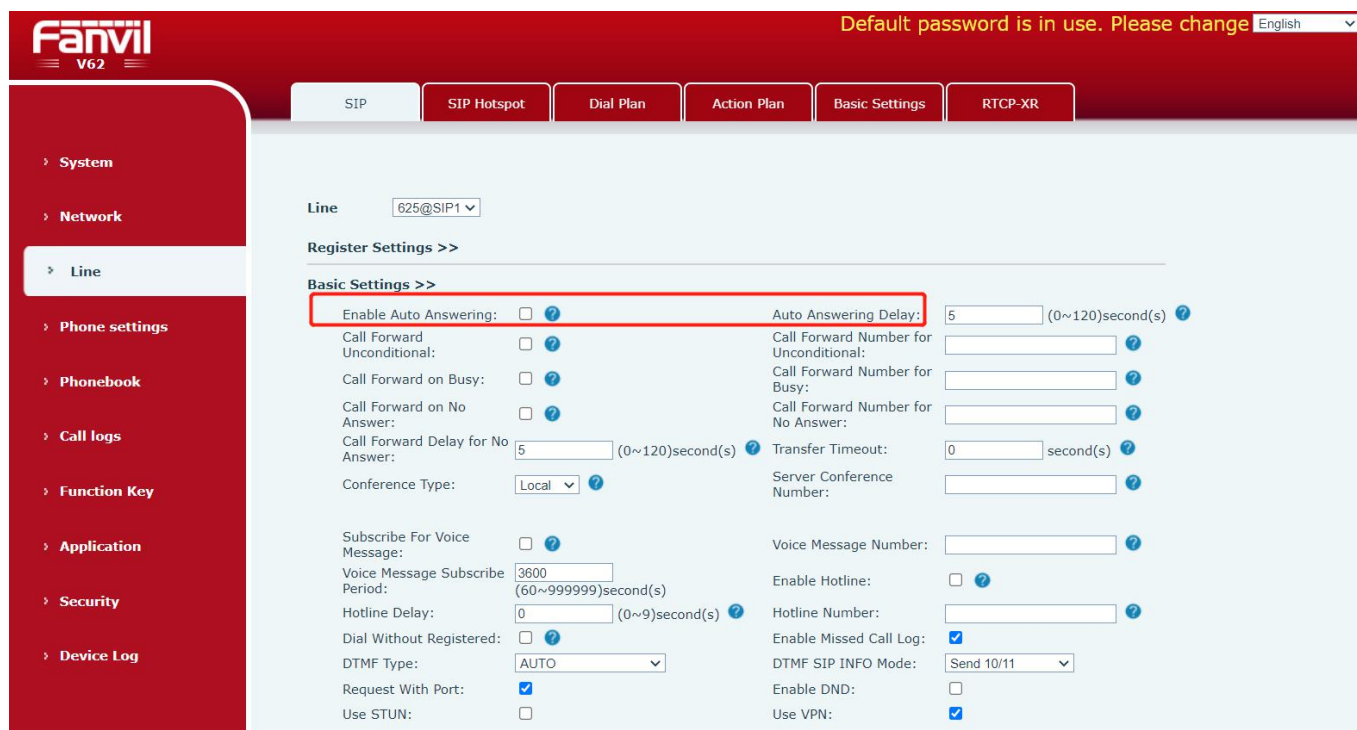 Default password is in use. Please change English
Fanvil
V62
SIP SIP Hotspot Dial Plan Action Plan Basic Settings RTCP-XR
System
Network
Line
Phone settings
Phonebook
Call logs
Function Key
Application
Security
Device Log
Line 625@SIP1
Register Settings >>
Basic Settings >>
Enable Auto Answering: Auto Answering Delay: 5 (0~120)second(s)
Call Forward Unconditional: Call Forward Number for Unconditional:
Call Forward on Busy: Call Forward Number for Busy:
Call Forward on No Answer: Call Forward Number for No Answer:
Call Forward Delay for No Answer: 5 (0~120)second(s) Transfer Timeout: 0 second(s)
Conference Type: Local Server Conference Number:
Subscribe For Voice Message: Voice Message Number:
Voice Message Subscribe Period: 3600 (60~999999)second(s) Enable Hotline:
Hotline Delay: 0 (0~9)second(s) Hotline Number:
Dial Without Registered: Enable Missed Call Log:
DTMF Type: AUTO DTMF SIP INFO Mode: Send 10/11
Request With Port: Enable DND:
Use STUN: Use VPN: